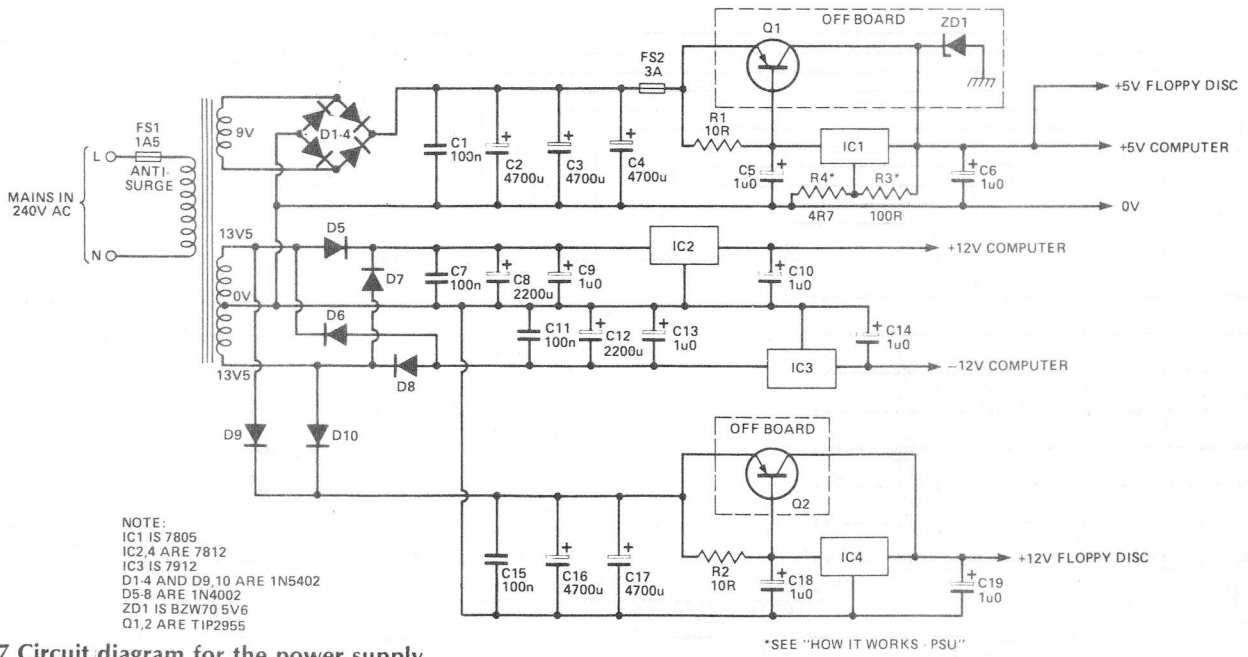 OFF BOARD
Q1
ZD1
FS2
3A
+5V FLOPPY DISC
FS1
1A5
ANTI-
SURGE
L
9V
D1-4
C1
100n
C2
4700u
C3
4700u
C4
4700u
R1
10R
IC1
+5V COMPUTER
MAINS IN
240V AC
C5
1u0
R4*
4R7
R3*
100R
C6
1u0
0V
N
13V5
D5
D7
C7
100n
C8
2200u
C9
1u0
IC2
C10
1u0
+12V COMPUTER
0V
D6
C11
100n
C12
2200u
C13
1u0
C14
1u0
13V5
D8
IC3
–12V COMPUTER
D9
D10
OFF BOARD
Q2
NOTE:
IC1 IS 7805
IC2,4 ARE 7812
IC3 IS 7912
D1-4 AND D9,10 ARE 1N5402
D5-8 ARE 1N4002
ZD1 IS BZW70 5V6
Q1,2 ARE TIP2955
C15
100n
C16
4700u
C17
4700u
R2
10R
IC4
+12V FLOPPY DISC
C18
1u0
C19
1u0
*SEE "HOW IT WORKS - PSU"
7 Circuit diagram for the power supply